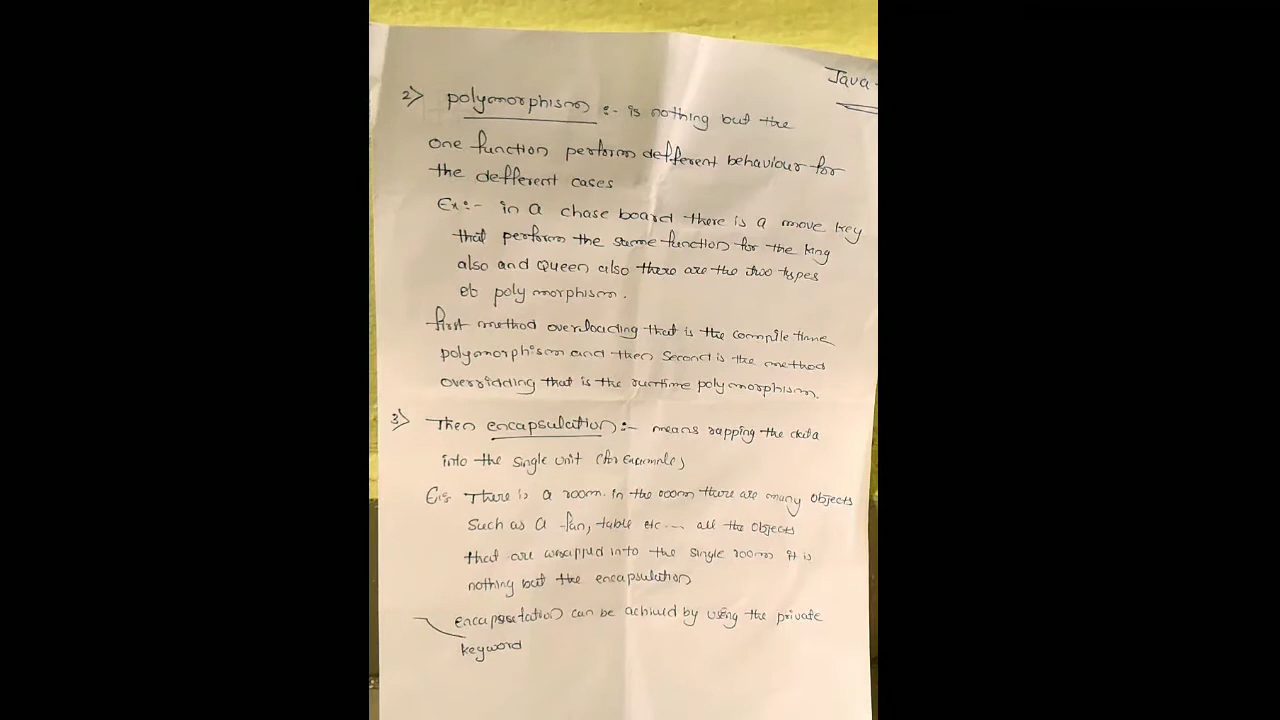 Java -
2> polymorphism :- is nothing but the
one function perform defferent behaviour for
the defferent cases
Ex:- in a chase board there is a move key
that perform the same function for the king
also and Queen also there are the two types
of polymorphism.
first method overloading that is the compile time
polymorphism and then second is the method
overridding that is the runtime polymorphism.
3> Then encapsulation :- means rapping the data
into the single unit (for example)
Ex: There is a room. in the room there are many objects
such as a fan, table etc... all the objects
that are wrapped into the single room it is
nothing but the encapsulation
encapsutation can be achived by using the private
keyword